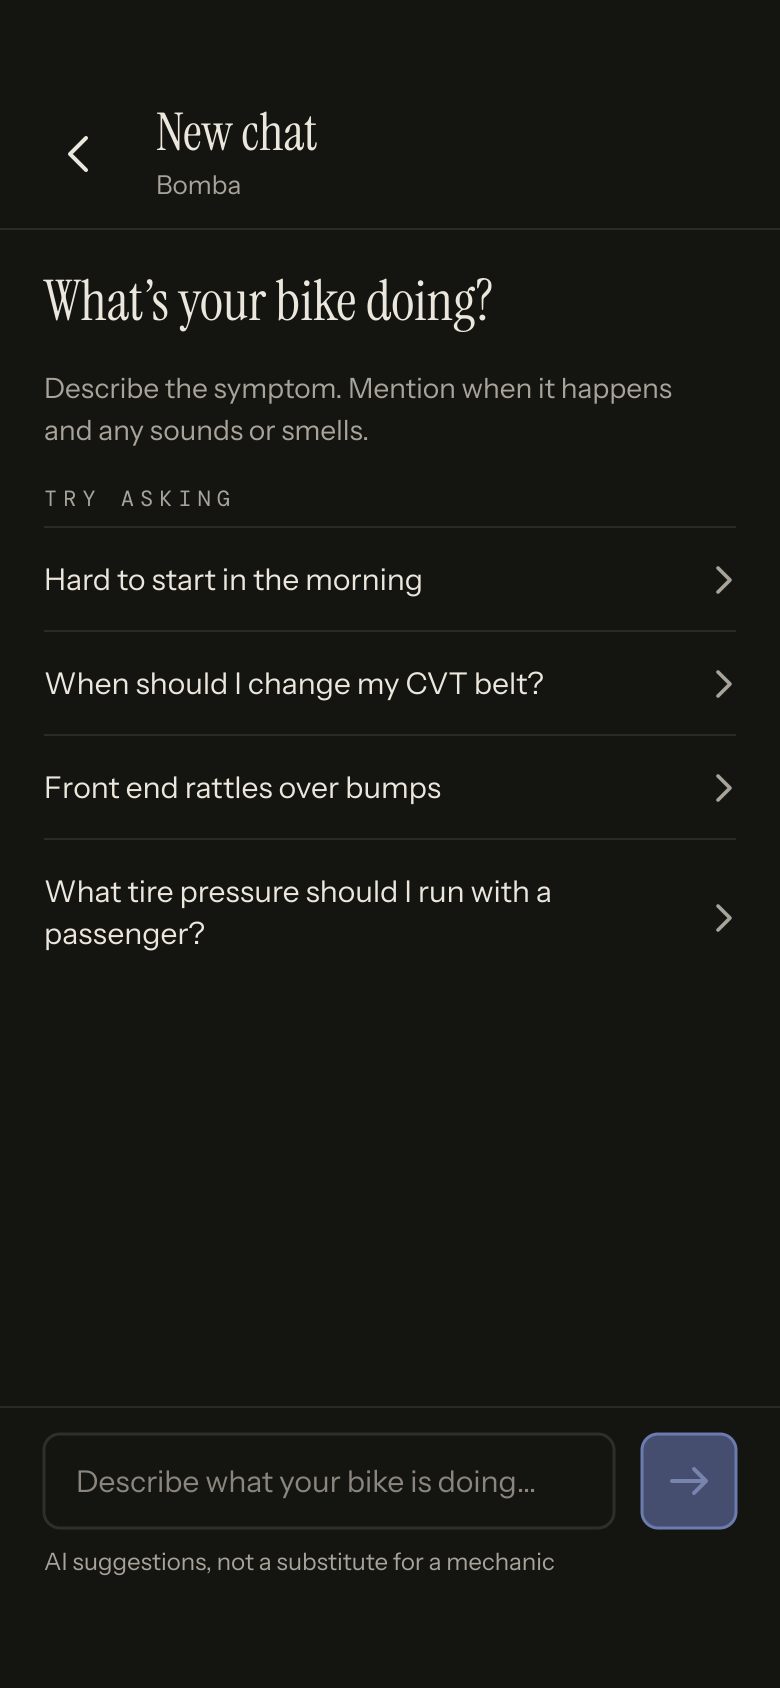 New chat
Bomba
What’s your bike doing?
Describe the symptom. Mention when it happens
and any sounds or smells.
TRY ASKING
Hard to start in the morning
When should I change my CVT belt?
Front end rattles over bumps
What tire pressure should I run with a
passenger?
Describe what your bike is doing...
AI suggestions, not a substitute for a mechanic